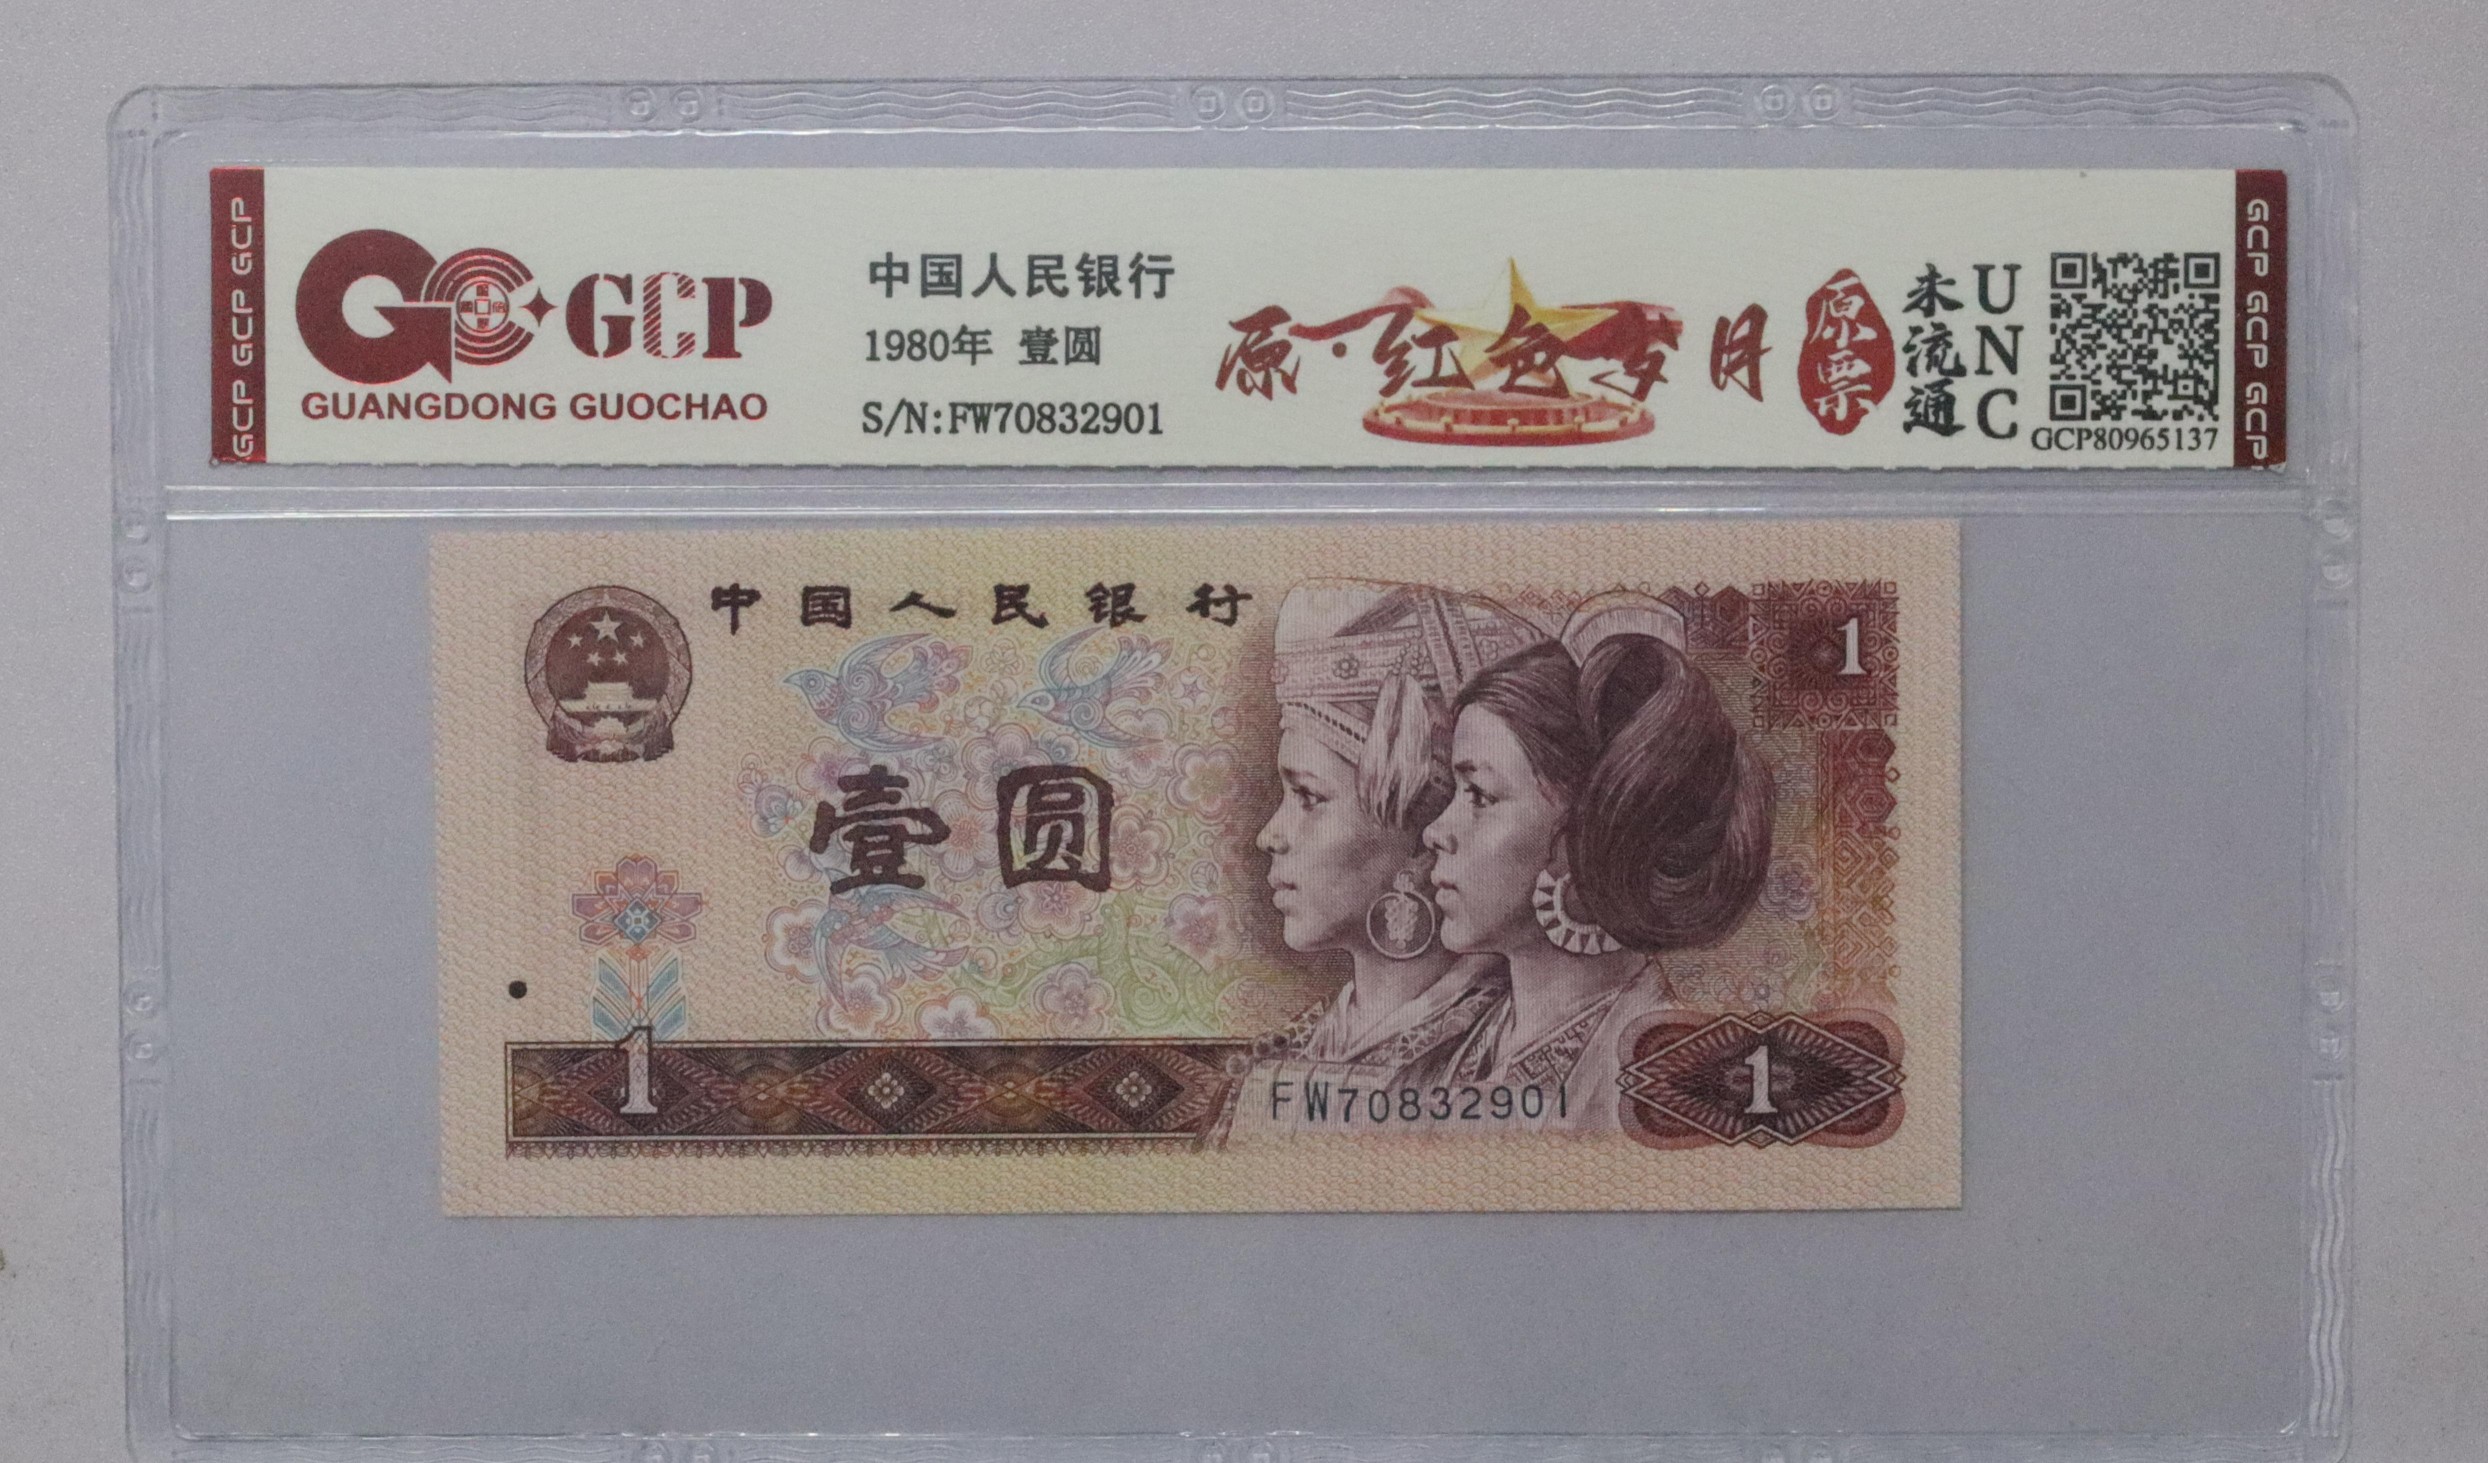 GCP GCP GCP
GCP
GUANGDONG GUOCHAO
中国人民银行
1980年 壹圆
S/N:FW70832901
原·红色岁月
原票
未流通
UNC
GCP80965137
GCP GCP GCP
中国人民银行
1
壹圆
1
FW70832901
1